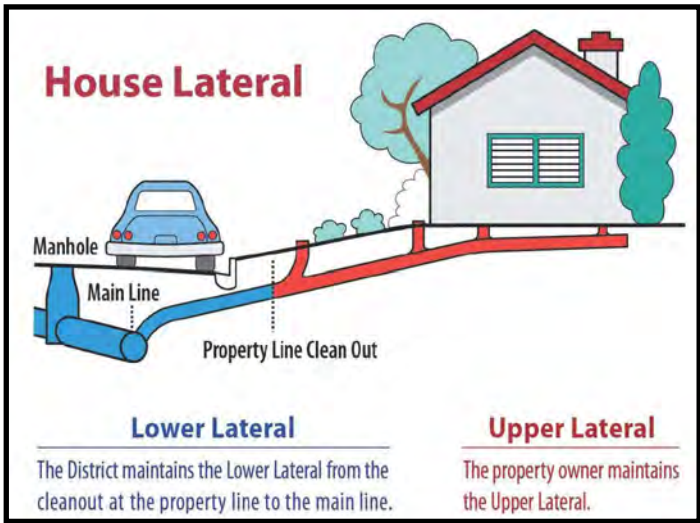 House Lateral
Manhole
Main Line
Property Line Clean Out
Lower Lateral
The District maintains the Lower Lateral from the
cleanout at the property line to the main line.
Upper Lateral
The property owner maintains
the Upper Lateral.